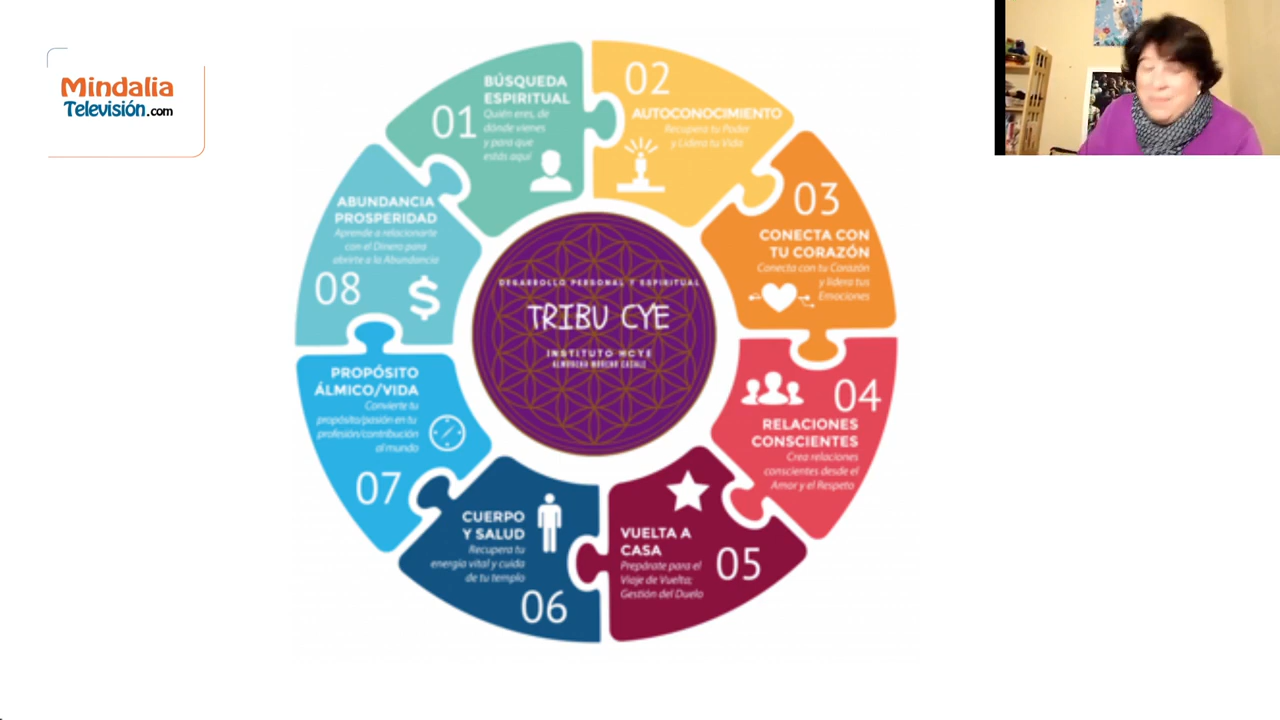 Mindalia
Televisión.com
01
BÚSQUEDA
ESPIRITUAL
Quién eres, de
dónde vienes
y para que
estás aquí
02
AUTOCONOCIMIENTO
Recupera tu Poder
y Lidera tu Vida
03
CONECTA CON
TU CORAZÓN
Conecta con tu Corazón
y lidera tus
Emociones
04
RELACIONES
CONSCIENTES
Crea relaciones
conscientes desde el
Amor y el Respeto
VUELTA A
CASA
05
Prepárate para el
Viaje de Vuelta;
Gestión del Duelo
CUERPO
Y SALUD
Recupera tu
energía vital y cuida
de tu templo
06
PROPÓSITO
ÁLMICO/VIDA
Convierte tu
propósito/pasión en tu
profesión/contribución
al mundo
07
ABUNDANCIA
PROSPERIDAD
Aprende a relacionarte
con el Dinero para
abrirte a la Abundancia
08
$
DESARROLLO PERSONAL Y ESPIRITUAL
TRIBU CYE
INSTITUTO MCYE
ALMUDENA MORENO CASALE